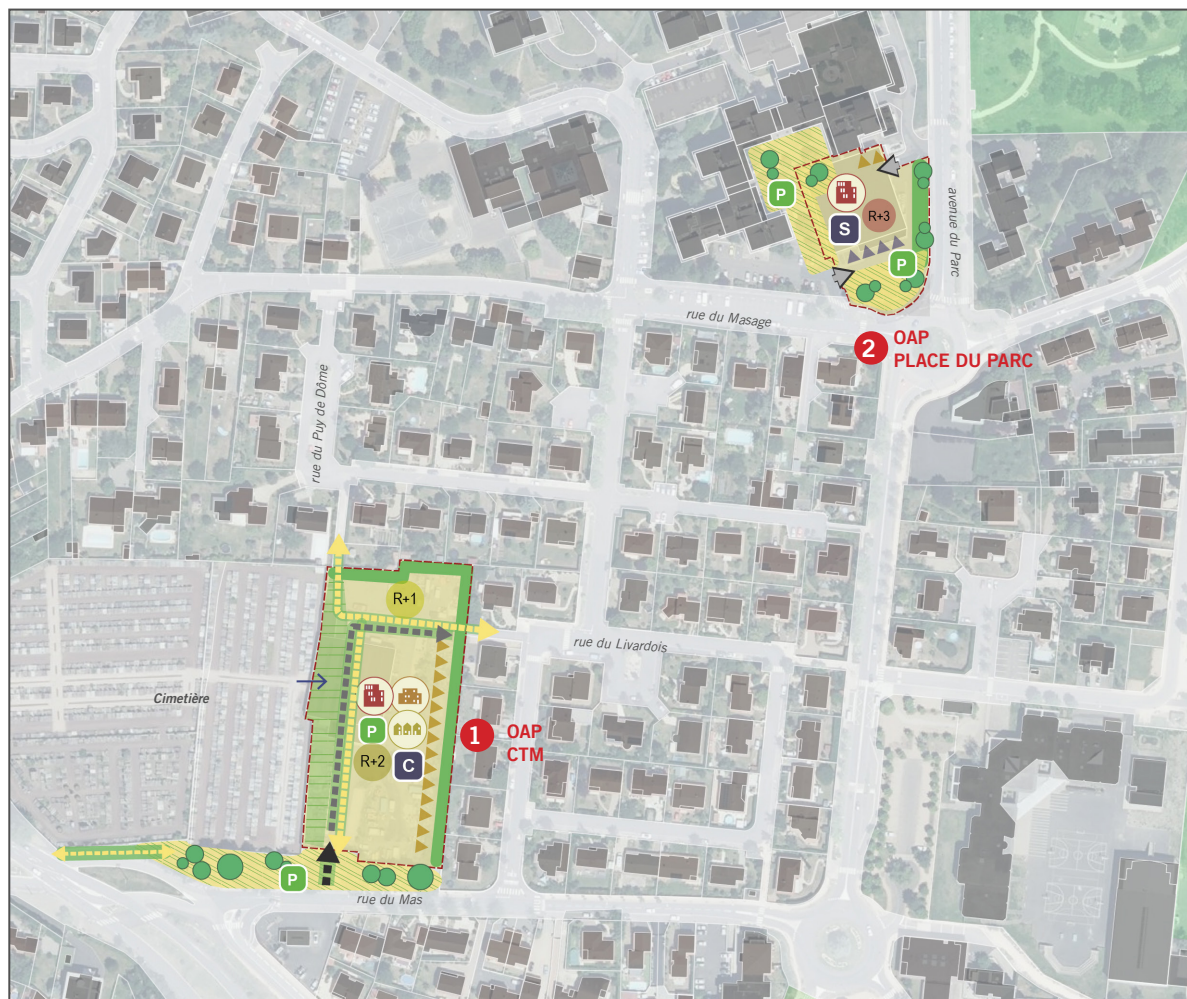 P
R+3
S
P
avenue du Parc
rue du Masage
2 OAP
PLACE DU PARC
rue du Puy de Dôme
R+1
rue du Livardois
Cimetière
P
R+2
C
1 OAP
CTM
P
rue du Mas